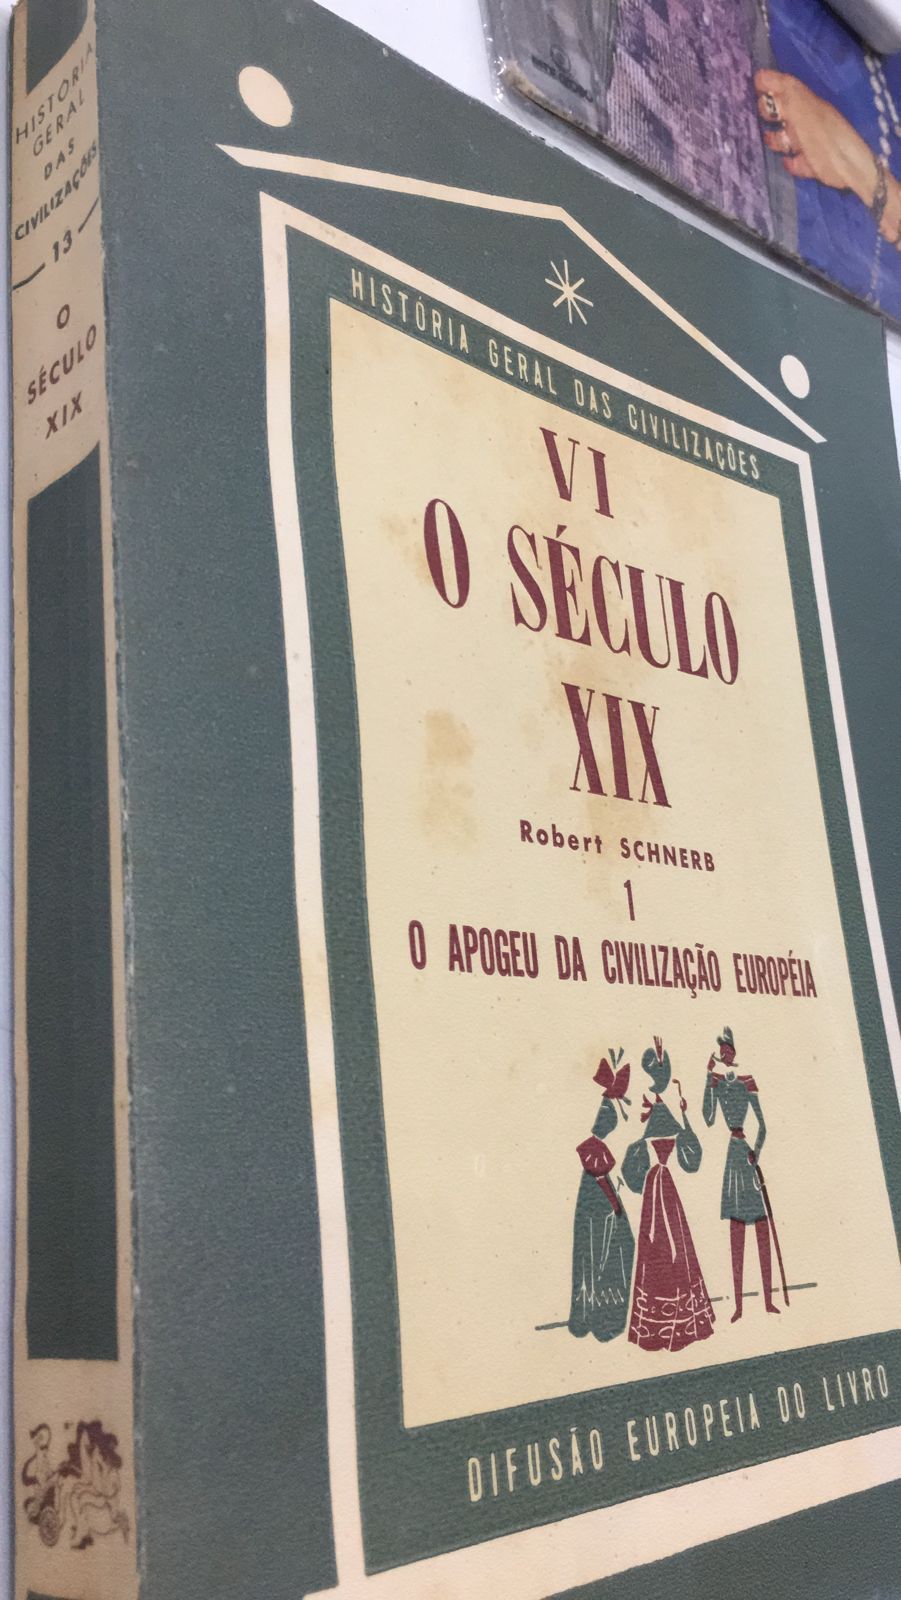 HISTÓRIA
GERAL
DAS
CIVILIZAÇÕES
13
O
SÉCULO
XIX
HISTÓRIA GERAL DAS CIVILIZAÇÕES
VI
O SÉCULO
XIX
Robert SCHNERB
1
O APOGEU DA CIVILIZAÇÃO EUROPÉIA
DIFUSÃO EUROPEIA DO LIVRO